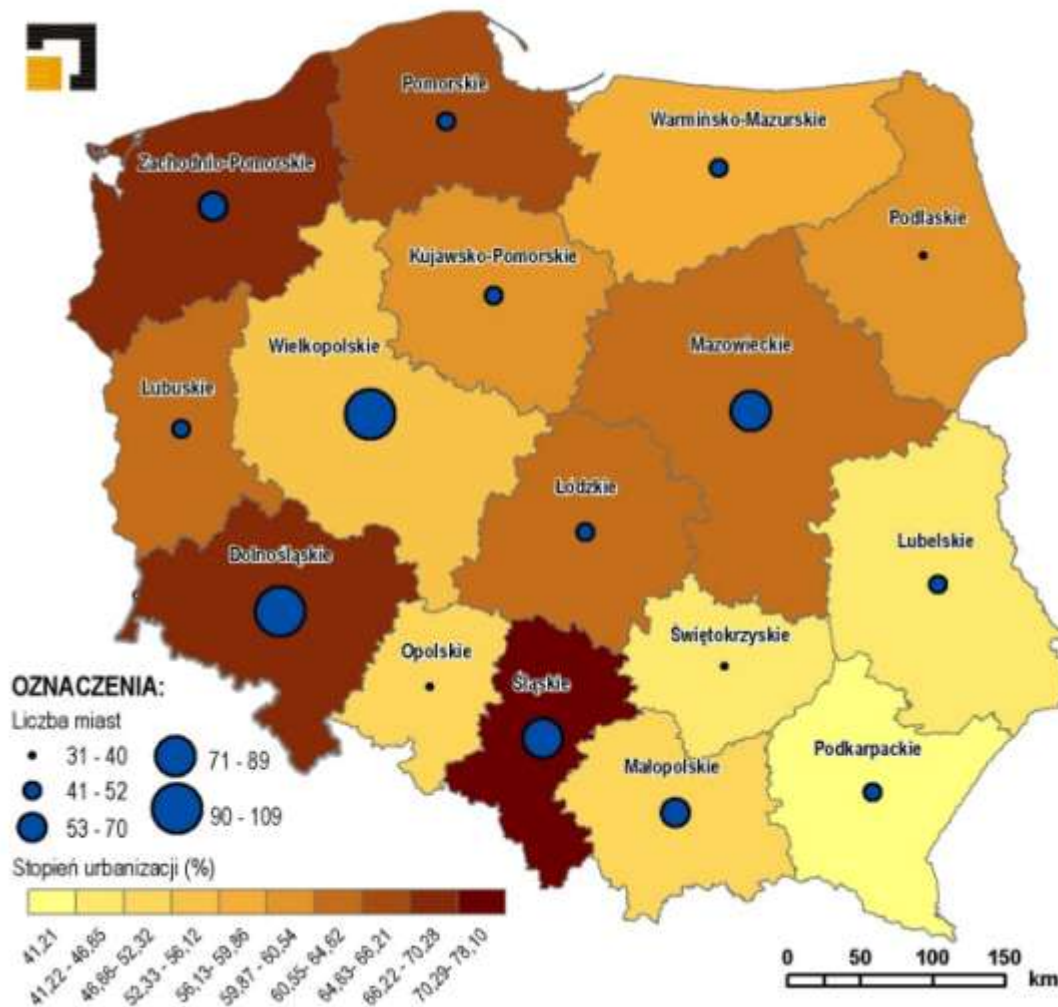 Pomorskie
Warmińsko-Mazurskie
Zachodnio-Pomorskie
Podlaskie
Kujawsko-Pomorskie
Wielkopolskie
Mazowieckie
Lubuskie
Łódzkie
Lubelskie
Dolnośląskie
Świętokrzyskie
Opolskie
Śląskie
Podkarpackie
Małopolskie
OZNACZENIA:
Liczba miast
31 - 40
41 - 52
53 - 70
71 - 89
90 - 109
Stopień urbanizacji (%)
41,21
41,22 - 46,65
46,66- 52,32
52,33 - 56,12
56,13- 59,86
59,87 - 60,54
60,55- 64,62
64,63- 66,21
66,22 - 70,28
70,29- 78,10
0 50 100 150
km